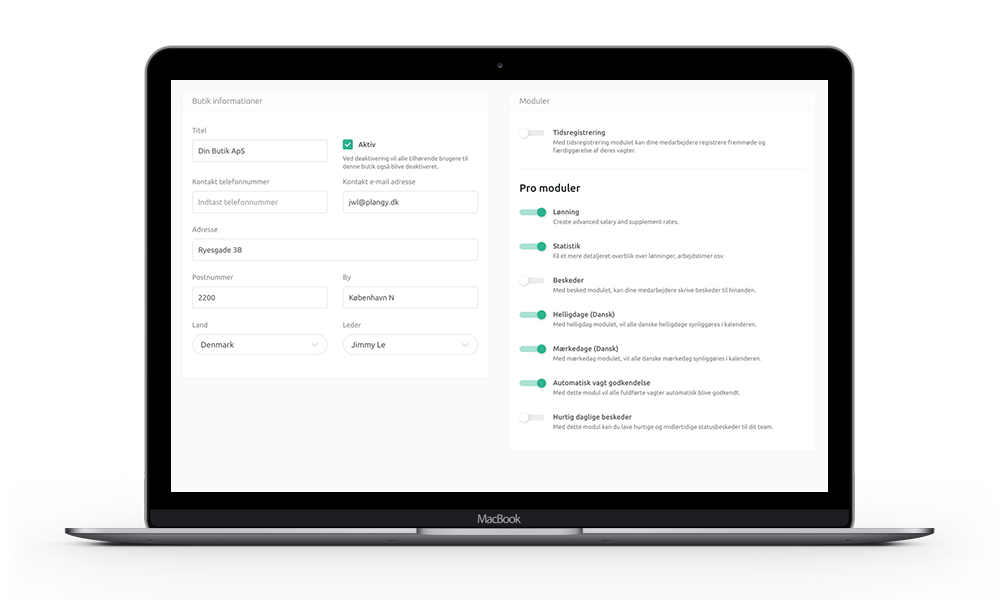 Butik informationer
Titel
Din Butik ApS
Aktiv
Ved deaktivering vil alle tilhørende brugere til
denne butik også blive deaktiveret.
Kontakt telefonnummer
Indtast telefonnummer
Kontakt e-mail adresse
jwl@plangy.dk
Adresse
Ryesgade 3B
Postnummer
2200
By
København N
Land
Denmark
Leder
Jimmy Le
Moduler
Tidsregistrering
Med tidsregistrering modulet kan dine medarbejdere registrere fremmøde og
færdiggørelse af deres vagter.
Pro moduler
Lønning
Create advanced salary and supplement rates.
Statistik
Få et mere detaljeret overblik over lønninger, arbejdstimer osv.
Beskeder
Med besked modulet, kan dine medarbejdere skrive beskeder til hinanden.
Helligdage (Dansk)
Med helligdag modulet, vil alle danske helligdage synliggøres i kalenderen.
Mærkedage (Dansk)
Med mærkedag modulet, vil alle danske mærkedag synliggøres i kalenderen.
Automatisk vagt godkendelse
Med dette modul vil alle fuldførte vagter automatisk blive godkendt.
Hurtig daglige beskeder
Med dette modul kan du lave hurtige og midlertidige statusbeskeder til dit team.
MacBook